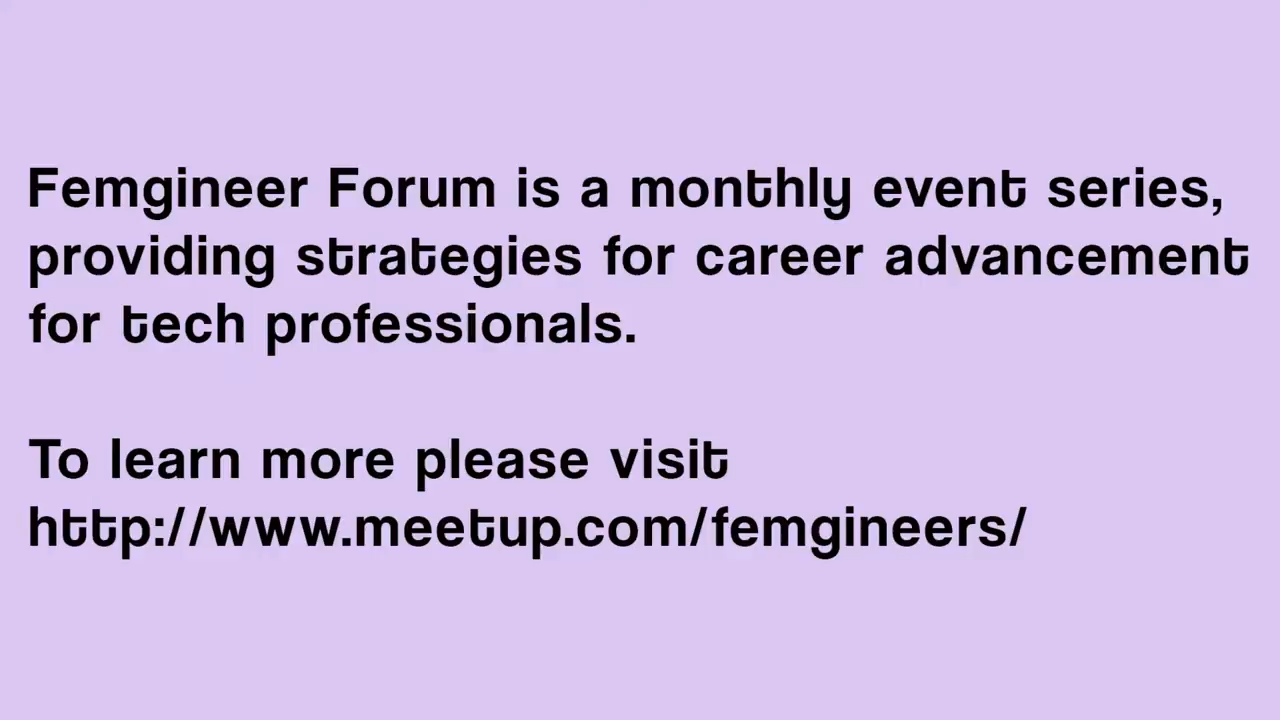 Femgineer Forum is a monthly event series,
providing strategies for career advancement
for tech professionals.
To learn more please visit
http://www.meetup.com/femgineers/